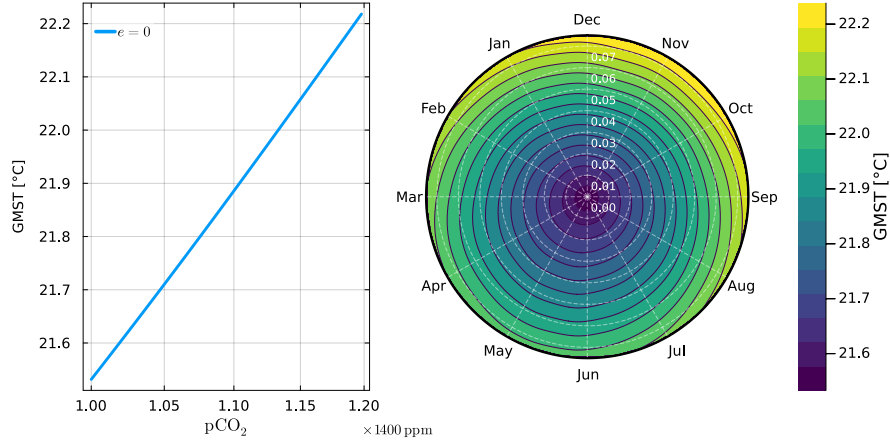 e = 0
GMST [°C]
22.2
22.1
22.0
21.9
21.8
21.7
21.6
1.00
1.05
1.10
1.15
1.20
pCO₂
×1400 ppm
Dec
Nov
Oct
Sep
Aug
Jul
Jun
May
Apr
Mar
Feb
Jan
0.07
0.06
0.05
0.04
0.03
0.02
0.01
0.00
22.2
22.1
22.0
21.9
21.8
21.7
21.6
GMST [°C]